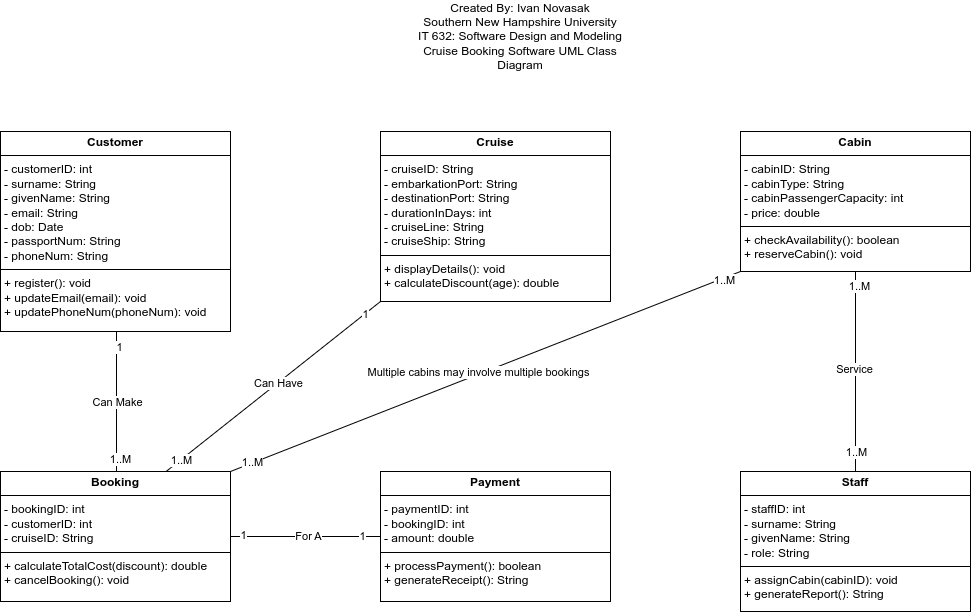 Created By: Ivan Novasak
Southern New Hampshire University
IT 632: Software Design and Modeling
Cruise Booking Software UML Class
Diagram
Customer
- customerID: int
- surname: String
- givenName: String
- email: String
- dob: Date
- passportNum: String
- phoneNum: String
+ register(): void
+ updateEmail(email): void
+ updatePhoneNum(phoneNum): void
Cruise
- cruiseID: String
- embarkationPort: String
- destinationPort: String
- durationInDays: int
- cruiseLine: String
- cruiseShip: String
+ displayDetails(): void
+ calculateDiscount(age): double
Cabin
- cabinID: String
- cabinType: String
- cabinPassengerCapacity: int
- price: double
+ checkAvailability(): boolean
+ reserveCabin(): void
1
Can Make
1..M
1
Can Have
1..M
1..M
Multiple cabins may involve multiple bookings
1..M
1..M
Service
1..M
Booking
- bookingID: int
- customerID: int
- cruiseID: String
+ calculateTotalCost(discount): double
+ cancelBooking(): void
1
For A
1
Payment
- paymentID: int
- bookingID: int
- amount: double
+ processPayment(): boolean
+ generateReceipt(): String
Staff
- staffID: int
- surname: String
- givenName: String
- role: String
+ assignCabin(cabinID): void
+ generateReport(): String